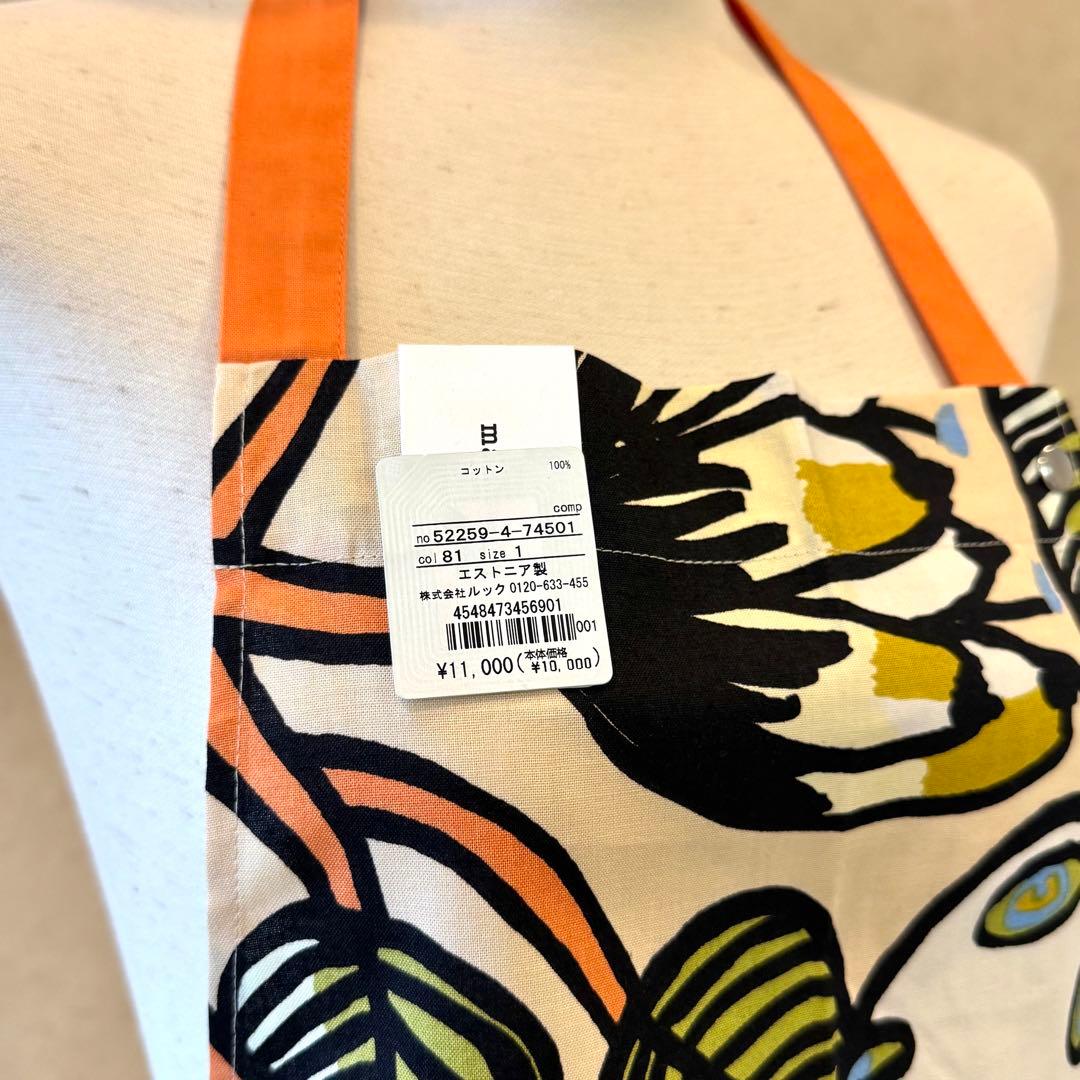 ma
コットン 100%
comp
no 52259-4-74501
col 81 size 1
エストニア製
株式会社ルック 0120-633-455
4548473456901
001
¥11,000(本体価格 ¥10,000)